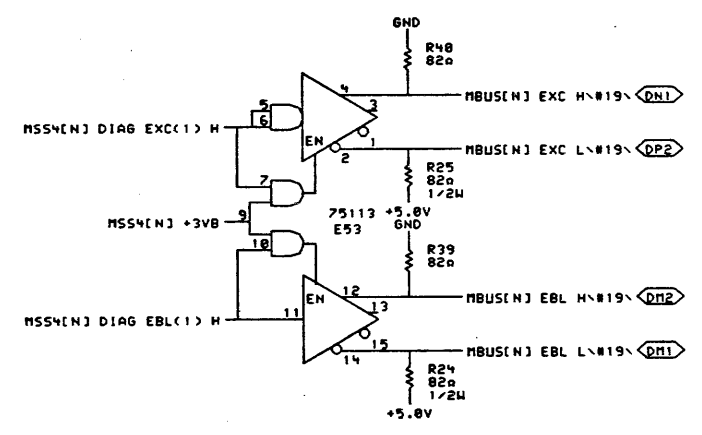 GND
R40
82Ω
4
MBUS[N] EXC H\#19\ DN1
3
5
6
MSS4[N] DIAG EXC(1) H
EN
1
MBUS[N] EXC L\#19\ DP2
2
R25
82Ω
1/2W
7
75113
+5.0V
MSS4[N] +3VB
9
E53
GND
10
R39
82Ω
EN
12
MBUS[N] EBL H\#19\ DM2
13
MSS4[N] DIAG EBL(1) H
11
15
MBUS[N] EBL L\#19\ DM1
14
R24
82Ω
1/2W
+5.0V